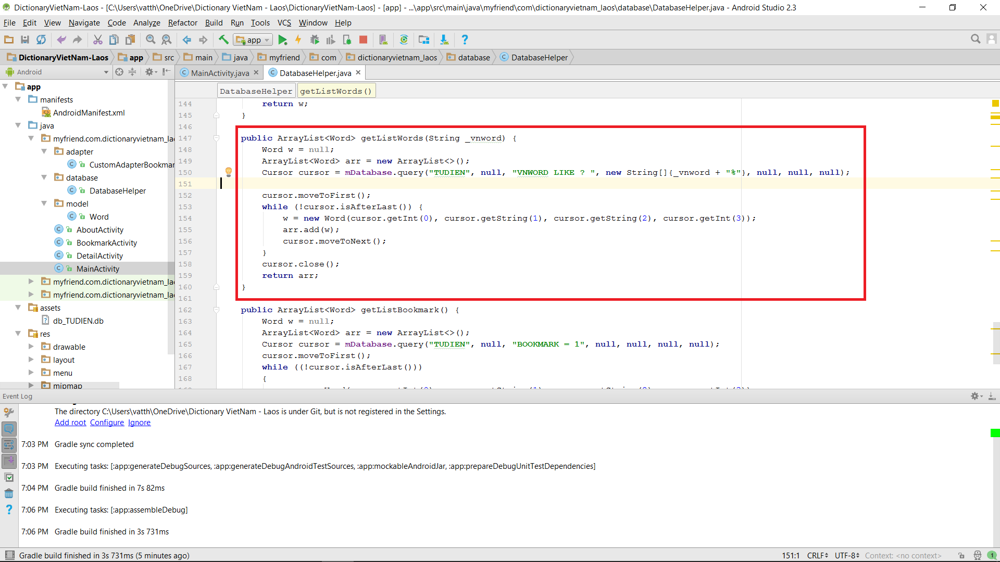 DictionaryVietNam-Laos - [C:\Users\vatth\OneDrive\Dictionary VietNam - Laos\DictionaryVietNam-Laos] - [app] - ...\app\src\main\java\myfriend\com\dictionaryvietnam_laos\database\DatabaseHelper.java - Android Studio 2.3
File Edit View Navigate Code Analyze Refactor Build Run Tools VCS Window Help
app
DictionaryVietNam-Laos app src main java myfriend com dictionaryvietnam_laos database DatabaseHelper
Android
MainActivity.java DatabaseHelper.java
DatabaseHelper getListWords()
app
manifests
AndroidManifest.xml
java
myfriend.com.dictionaryvietnam_la
adapter
CustomAdapterBookmar
database
DatabaseHelper
model
Word
AboutActivity
BookmarkActivity
DetailActivity
MainActivity
myfriend.com.dictionaryvietnam_la
myfriend.com.dictionaryvietnam_la
assets
db_TUDIEN.db
res
drawable
layout
menu
mipmap
144 return w;
145 }
146
147 public ArrayList<Word> getListWords(String _vnword) {
148 Word w = null;
149 ArrayList<Word> arr = new ArrayList<>();
150 Cursor cursor = mDatabase.query("TUDIEN", null, "VNWORD LIKE ? ", new String[]{_vnword + "%"}, null, null, null);
151
152 cursor.moveToFirst();
153 while (!cursor.isAfterLast()) {
154 w = new Word(cursor.getInt(0), cursor.getString(1), cursor.getString(2), cursor.getInt(3));
155 arr.add(w);
156 cursor.moveToNext();
157 }
158 cursor.close();
159 return arr;
160 }
161
162 public ArrayList<Word> getListBookmark() {
163 Word w = null;
164 ArrayList<Word> arr = new ArrayList<>();
165 Cursor cursor = mDatabase.query("TUDIEN", null, "BOOKMARK = 1", null, null, null, null);
166 cursor.moveToFirst();
167 while ((!cursor.isAfterLast()))
168 {
Event Log
The directory C:\Users\vatth\OneDrive\Dictionary VietNam - Laos is under Git, but is not registered in the Settings.
Add root Configure Ignore
7:03 PM Gradle sync completed
7:03 PM Executing tasks: [:app:generateDebugSources, :app:generateDebugAndroidTestSources, :app:mockableAndroidJar, :app:prepareDebugUnitTestDependencies]
7:04 PM Gradle build finished in 7s 82ms
7:06 PM Executing tasks: [:app:assembleDebug]
7:06 PM Gradle build finished in 3s 731ms
Gradle build finished in 3s 731ms (5 minutes ago)
151:1 CRLF UTF-8 Context: <no context> 1